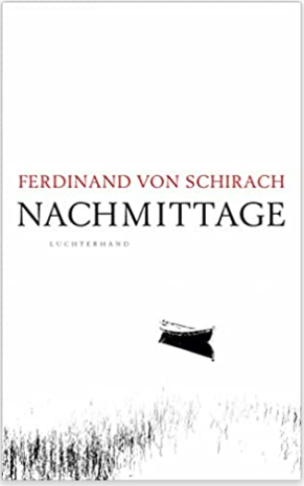 FERDINAND VON SCHIRACH
NACHMITTAGE
LUCHTERHAND